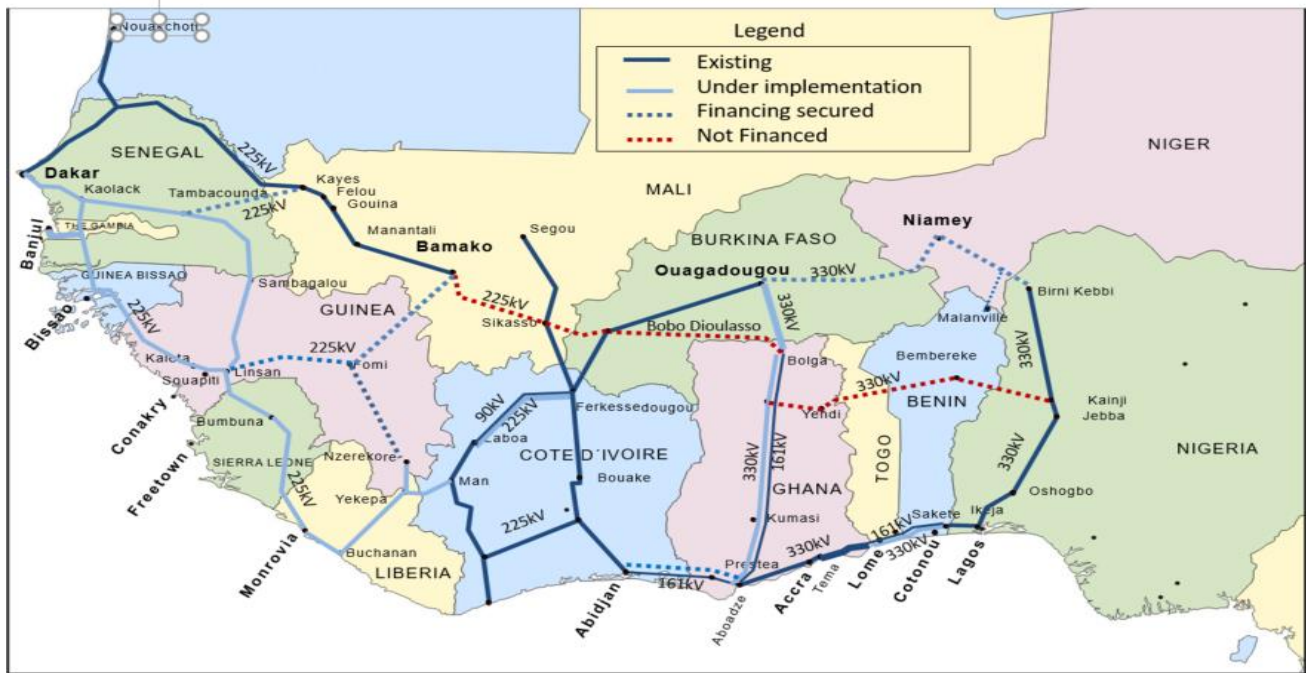 Nouakchott
Legend
Existing
Under implementation
Financing secured
Not Financed
NIGER
SENEGAL
225kV
Dakar
Kaolack
Tambacounda
225kV
Kayes
Felou
Gouina
MALI
THE GAMBIA
Banjul
Manantali
Bamako
Segou
BURKINA FASO
Niamey
Ouagadougou
330kV
GUINEA BISSAO
Sambagalou
Bissao
225kV
GUINEA
225kV
Sikasso
Bobo Dioulasso
330kV
Malanville
Birni Kebbi
330kV
Kaleta
Souapiti
Linsan
225kV
Fomi
Bolga
Bembereke
330kV
BENIN
Conakry
Bumbuna
90kV
225kV
Ferkessedougou
Yendi
Kainji
Jebba
Laboa
SIERRA LEONE
225kV
Nzerekore
COTE D'IVOIRE
TOGO
NIGERIA
Freetown
Yekepa
Man
Bouake
330kV
161kV
GHANA
330kV
Oshogbo
225kV
Kumasi
Sakete
Ikeja
161kV
330kV
Monrovia
Buchanan
LIBERIA
Prestea
330kV
Abidjan
161kV
Aboadze
Accra
Tema
Lome
Cotonou
Lagos